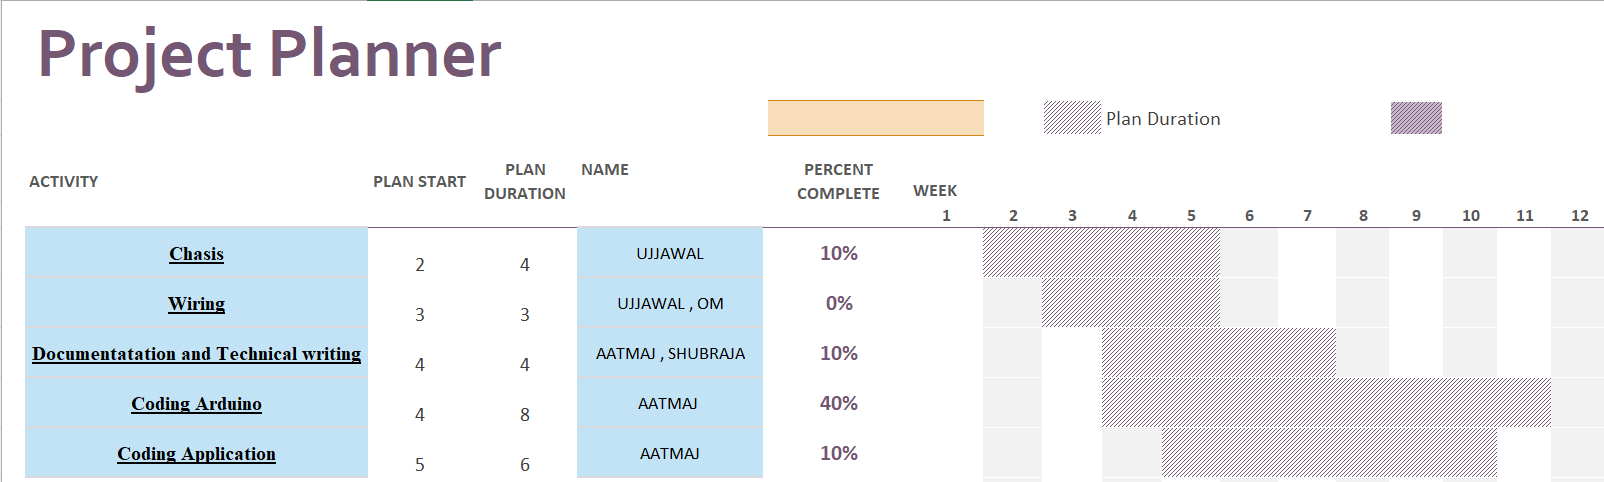 Project Planner
Plan Duration
ACTIVITY PLAN START PLAN DURATION NAME PERCENT COMPLETE WEEK
1 2 3 4 5 6 7 8 9 10 11 12
Chasis 2 4 UJJAWAL 10%
Wiring 3 3 UJJAWAL , OM 0%
Documentatation and Technical writing 4 4 AATMAJ , SHUBRAJA 10%
Coding Arduino 4 8 AATMAJ 40%
Coding Application 5 6 AATMAJ 10%